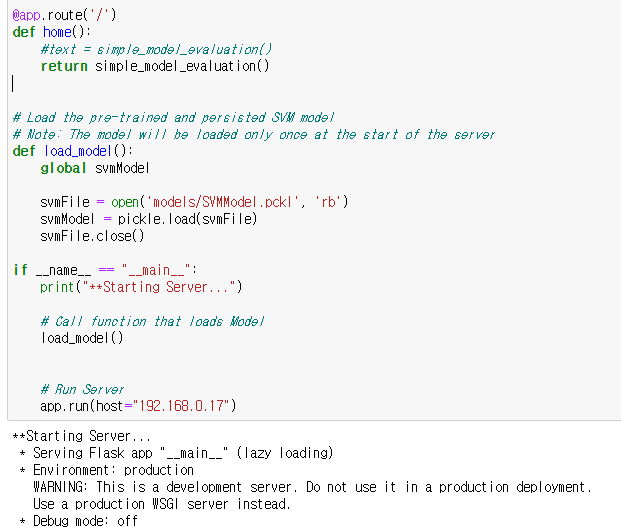 @app.route('/')
def home():
    #text = simple_model_evaluation()
    return simple_model_evaluation()
# Load the pre-trained and persisted SVM model
# Note: The model will be loaded only once at the start of the server
def load_model():
    global svmModel
    svmFile = open('models/SVMModel.pckl', 'rb')
    svmModel = pickle.load(svmFile)
    svmFile.close()
if __name__ == "__main__":
    print("**Starting Server...")
    # Call function that loads Model
    load_model()
    # Run Server
    app.run(host="192.168.0.17")
**Starting Server...
 * Serving Flask app "__main__" (lazy loading)
 * Environment: production
   WARNING: This is a development server. Do not use it in a production deployment.
   Use a production WSGI server instead.
 * Debug mode: off